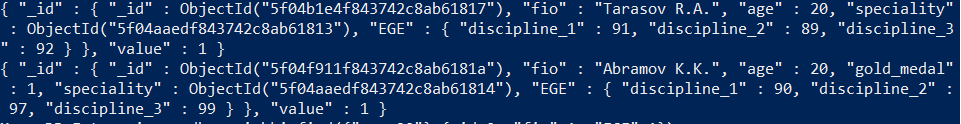 { "_id" : { "_id" : ObjectId("5f04b1e4f843742c8ab61817"), "fio" : "Tarasov R.A.", "age" : 20, "speciality"
 : ObjectId("5f04aaedf843742c8ab61813"), "EGE" : { "discipline_1" : 91, "discipline_2" : 89, "discipline_3
" : 92 } }, "value" : 1 }
{ "_id" : { "_id" : ObjectId("5f04f911f843742c8ab6181a"), "fio" : "Abramov K.K.", "age" : 20, "gold_medal"
 : 1, "speciality" : ObjectId("5f04aaedf843742c8ab61814"), "EGE" : { "discipline_1" : 90, "discipline_2" :
 97, "discipline_3" : 99 } }, "value" : 1 }